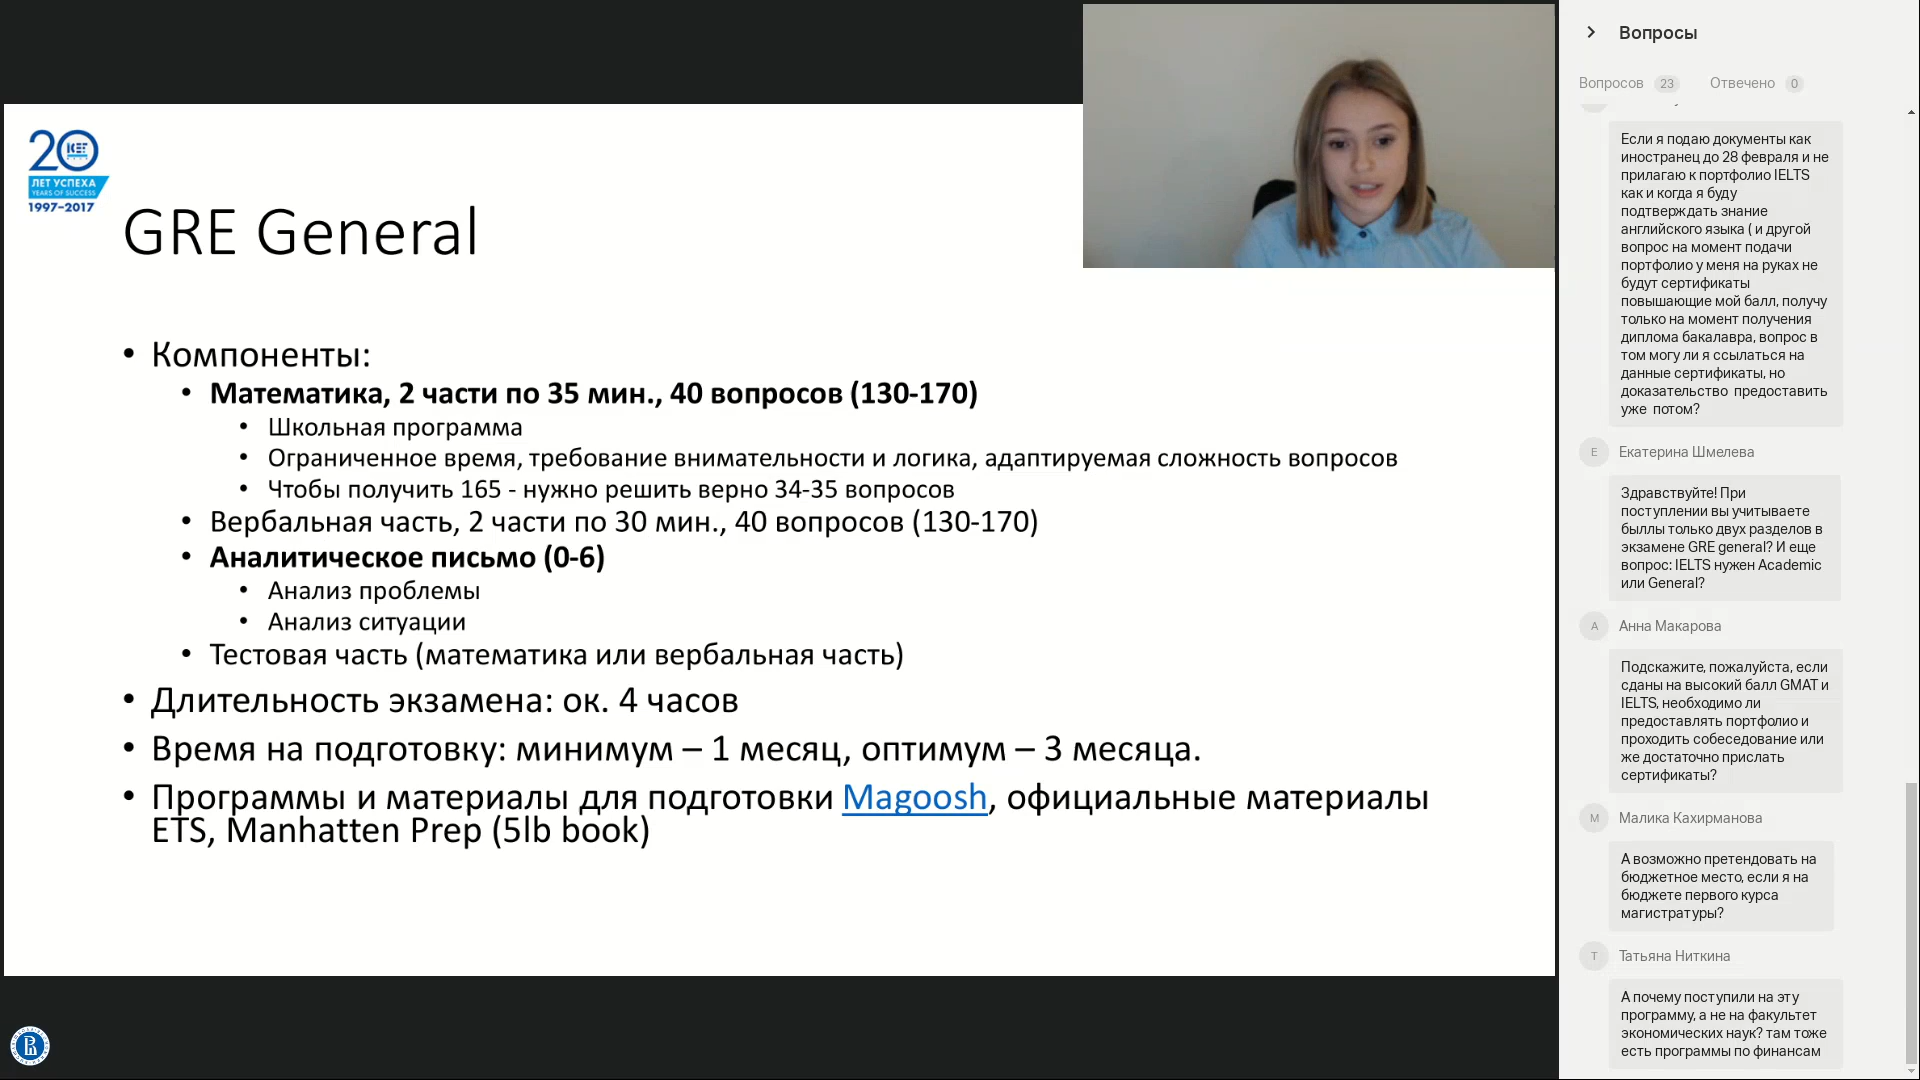 20 ICEF
ЛЕТ УСПЕХА
YEARS OF SUCCESS
1997-2017
GRE General
• Компоненты:
• Математика, 2 части по 35 мин., 40 вопросов (130-170)
• Школьная программа
• Ограниченное время, требование внимательности и логика, адаптируемая сложность вопросов
• Чтобы получить 165 - нужно решить верно 34-35 вопросов
• Вербальная часть, 2 части по 30 мин., 40 вопросов (130-170)
• Аналитическое письмо (0-6)
• Анализ проблемы
• Анализ ситуации
• Тестовая часть (математика или вербальная часть)
• Длительность экзамена: ок. 4 часов
• Время на подготовку: минимум – 1 месяц, оптимум – 3 месяца.
• Программы и материалы для подготовки Magoosh, официальные материалы
ETS, Manhatten Prep (5lb book)
Вопросы
Вопросов 23 Отвечено 0
Если я подаю документы как
иностранец до 28 февраля и не
прилагаю к портфолио IELTS
как и когда я буду
подтверждать знание
английского языка ( и другой
вопрос на момент подачи
портфолио у меня на руках не
будут сертификаты
повышающие мой балл, получу
только на момент получения
диплома бакалавра, вопрос в
том могу ли я ссылаться на
данные сертификаты, но
доказательство предоставить
уже потом?
Е Екатерина Шмелева
Здравствуйте! При
поступлении вы учитываете
быллы только двух разделов в
экзамене GRE general? И еще
вопрос: IELTS нужен Academic
или General?
А Анна Макарова
Подскажите, пожалуйста, если
сданы на высокий балл GMAT и
IELTS, необходимо ли
предоставлять портфолио и
проходить собеседование или
же достаточно прислать
сертификаты?
М Малика Кахирманова
А возможно претендовать на
бюджетное место, если я на
бюджете первого курса
магистратуры?
Т Татьяна Ниткина
А почему поступили на эту
программу, а не на факультет
экономических наук? там тоже
есть программы по финансам